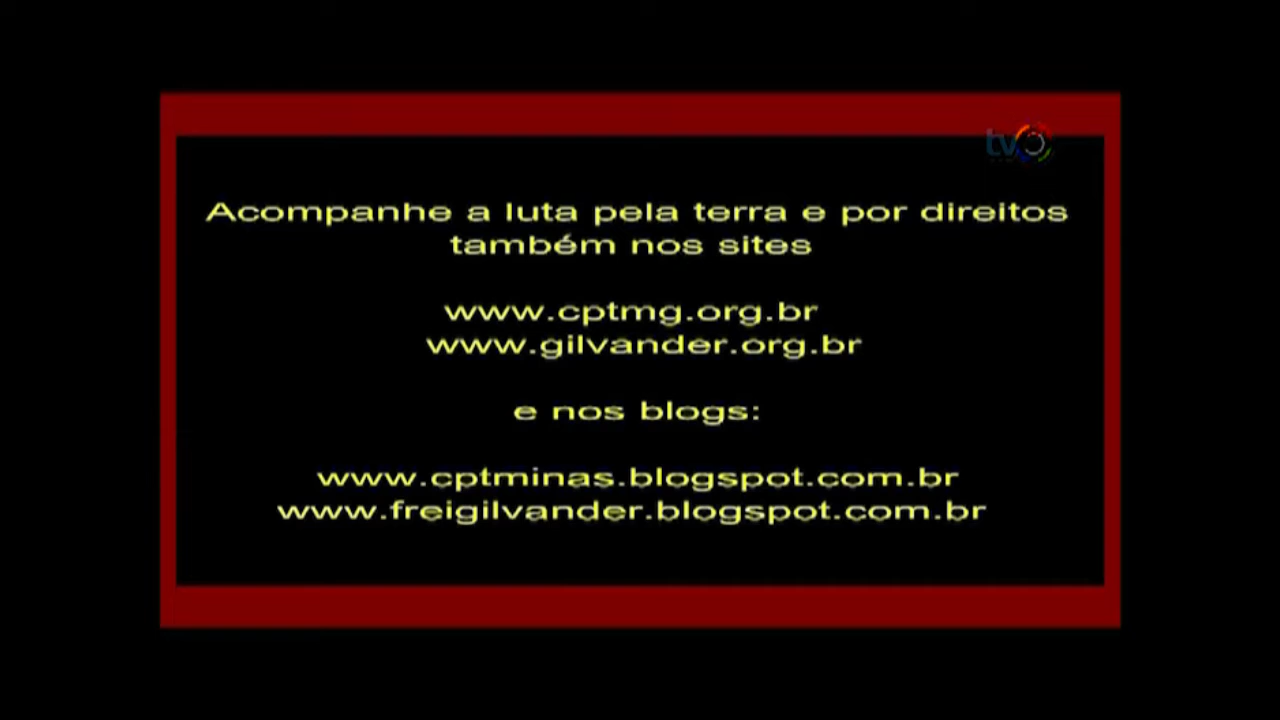 tv
Acompanhe a luta pela terra e por direitos
também nos sites
www.cptmg.org.br
www.gilvander.org.br
e nos blogs:
www.cptminas.blogspot.com.br
www.freigilvander.blogspot.com.br